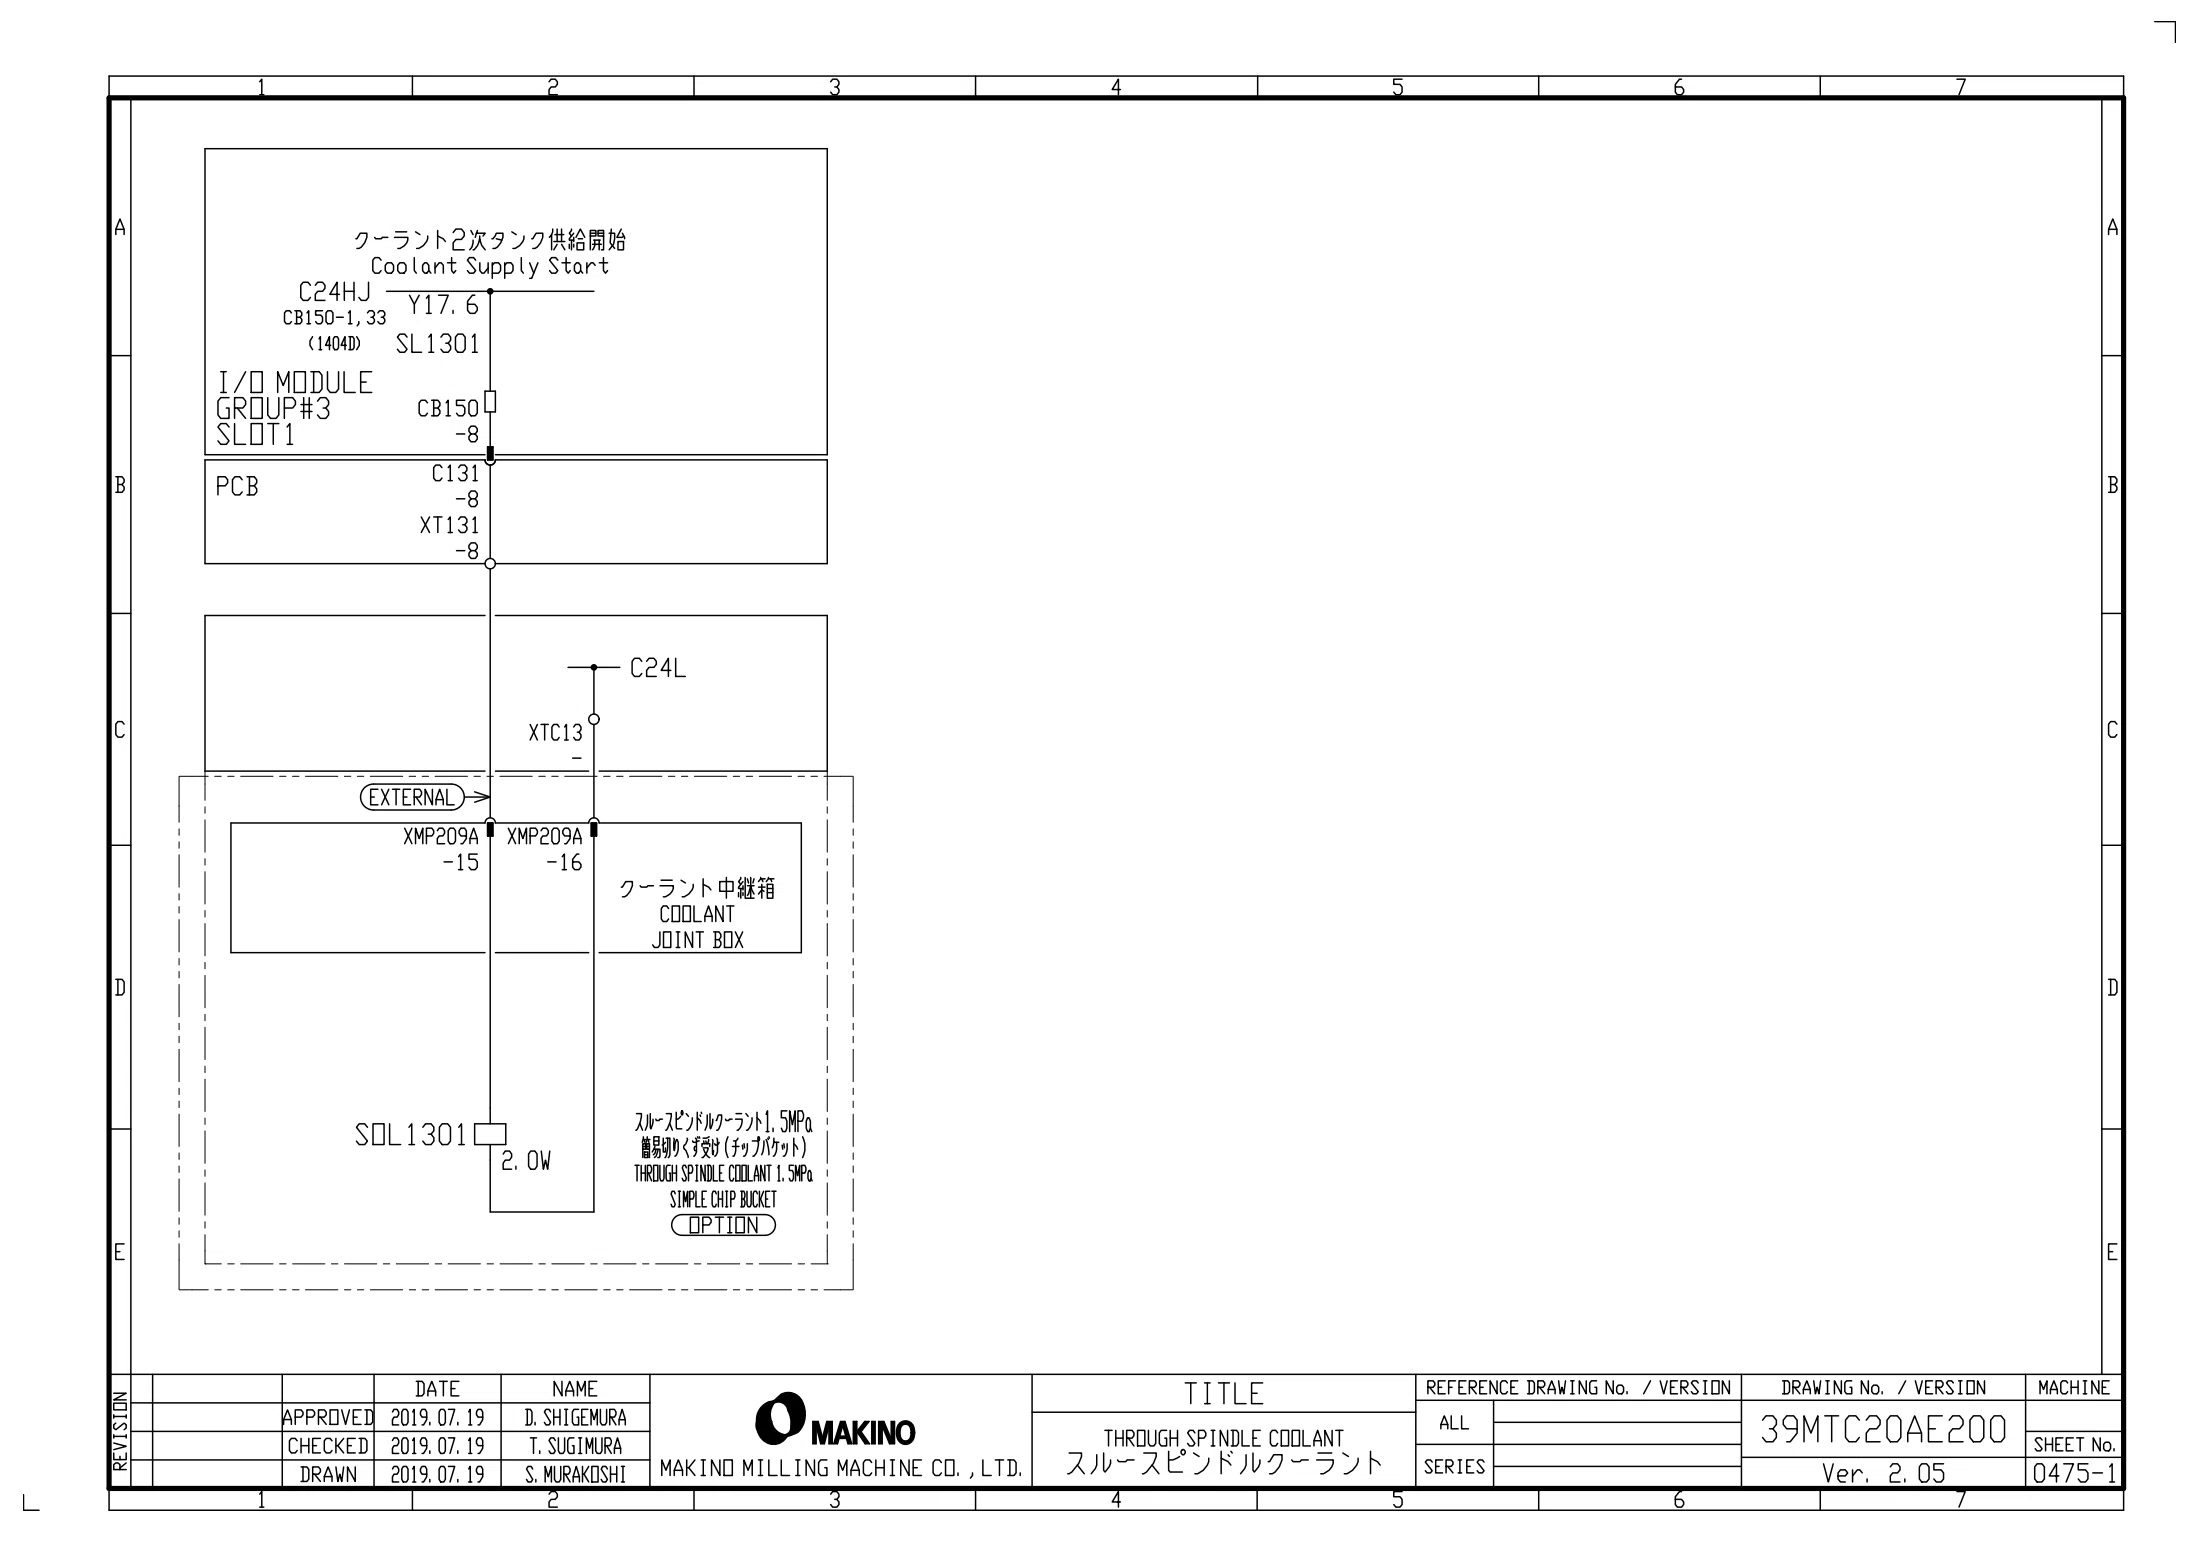 1 2 3 4 5 6 7
A A
クーラント2次タンク供給開始
Coolant Supply Start
C24HJ
Y17.6
CB150-1,33
(1404D)
SL1301
I/O MODULE
GROUP#3
SLOT1
CB150
-8
B B
PCB
C131
-8
XT131
-8
C24L
C C
XTC13
-
EXTERNAL
XMP209A XMP209A
-15 -16
クーラント中継箱
COOLANT
JOINT BOX
D D
スルースピンドルクーラント1.5MPa
SOL1301
簡易切りくず受け(チップバケット)
2.0W
THROUGH SPINDLE COOLANT 1.5MPa
SIMPLE CHIP BUCKET
OPTION
E E
REVISION
DATE NAME
APPROVED 2019.07.19 D. SHIGEMURA
CHECKED 2019.07.19 T. SUGIMURA
DRAWN 2019.07.19 S. MURAKOSHI
MAKINO
MAKINO MILLING MACHINE CO.,LTD.
TITLE
THROUGH SPINDLE COOLANT
スルースピンドルクーラント
REFERENCE DRAWING No. / VERSION
ALL
SERIES
DRAWING No. / VERSION
39MTC20AE200
Ver. 2.05
MACHINE
SHEET No.
0475-1
1 2 3 4 5 6 7